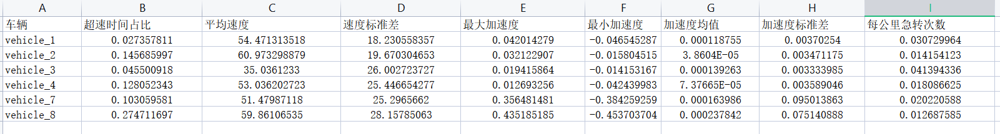 A B C D E F G H I
车辆 超速时间占比 平均速度 速度标准差 最大加速度 最小加速度 加速度均值 加速度标准差 每公里急转次数
vehicle_1 0.027357811 54.471313518 18.230558357 0.042014279 -0.046545287 0.000118755 0.00370254 0.030729964
vehicle_2 0.145685997 60.973298879 19.670304653 0.032122907 -0.015804515 3.8604E-05 0.003471175 0.014154123
vehicle_3 0.045500918 35.0361233 26.002723727 0.019415864 -0.014153167 0.000139263 0.003333985 0.041394336
vehicle_4 0.128052343 53.036202723 25.446654277 0.012693256 -0.042439983 7.37665E-05 0.003589046 0.018086625
vehicle_7 0.103059581 51.47987118 25.2965662 0.356481481 -0.384259259 0.000163986 0.095013863 0.020220588
vehicle_8 0.274711697 59.86106535 28.15785063 0.435185185 -0.453703704 0.000237842 0.075140888 0.012687585